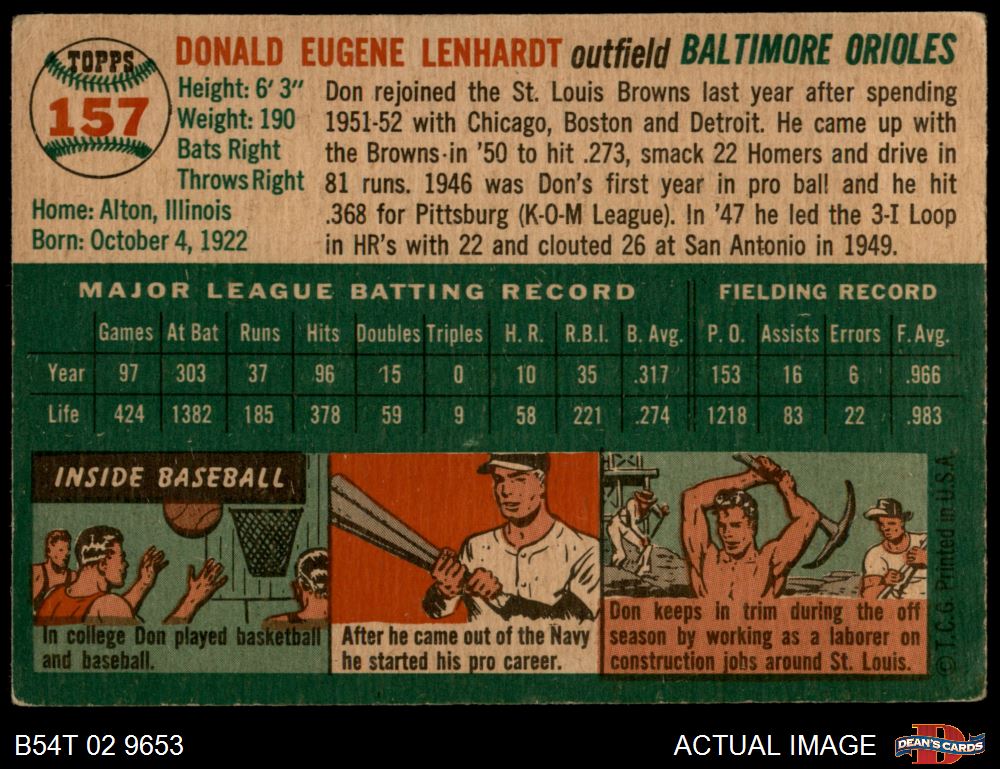 TOPPS
157
DONALD EUGENE LENHARDT outfield BALTIMORE ORIOLES
Height: 6' 3"
Weight: 190
Bats Right
Throws Right
Home: Alton, Illinois
Born: October 4, 1922
Don rejoined the St. Louis Browns last year after spending
1951-52 with Chicago, Boston and Detroit. He came up with
the Browns in '50 to hit .273, smack 22 Homers and drive in
81 runs. 1946 was Don's first year in pro ball and he hit
.368 for Pittsburg (K-O-M League). In '47 he led the 3-I Loop
in HR's with 22 and clouted 26 at San Antonio in 1949.
MAJOR LEAGUE BATTING RECORD FIELDING RECORD
Games At Bat Runs Hits Doubles Triples H. R. R.B.I. B. Avg. P. O. Assists Errors F. Avg.
Year 97 303 37 96 15 0 10 35 .317 153 16 6 .966
Life 424 1382 185 378 59 9 58 221 .274 1218 83 22 .983
INSIDE BASEBALL
In college Don played basketball
and baseball.
After he came out of the Navy
he started his pro career.
Don keeps in trim during the off
season by working as a laborer on
construction jobs around St. Louis.
© T.C.G. Printed in U.S.A.
B54T 02 9653
ACTUAL IMAGE
D
DEAN'S CARDS